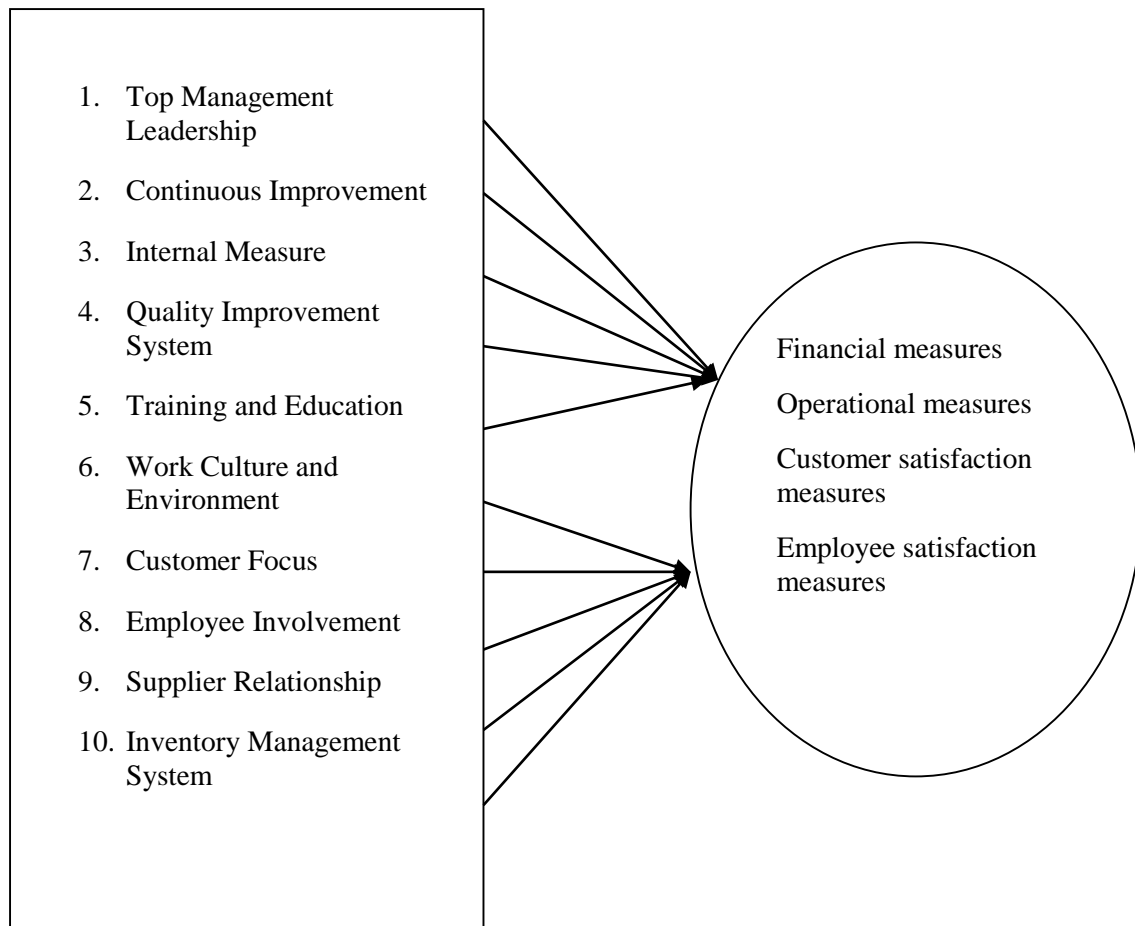 1. Top Management
Leadership
2. Continuous Improvement
3. Internal Measure
4. Quality Improvement
System
5. Training and Education
6. Work Culture and
Environment
7. Customer Focus
8. Employee Involvement
9. Supplier Relationship
10. Inventory Management
System
Financial measures
Operational measures
Customer satisfaction
measures
Employee satisfaction
measures